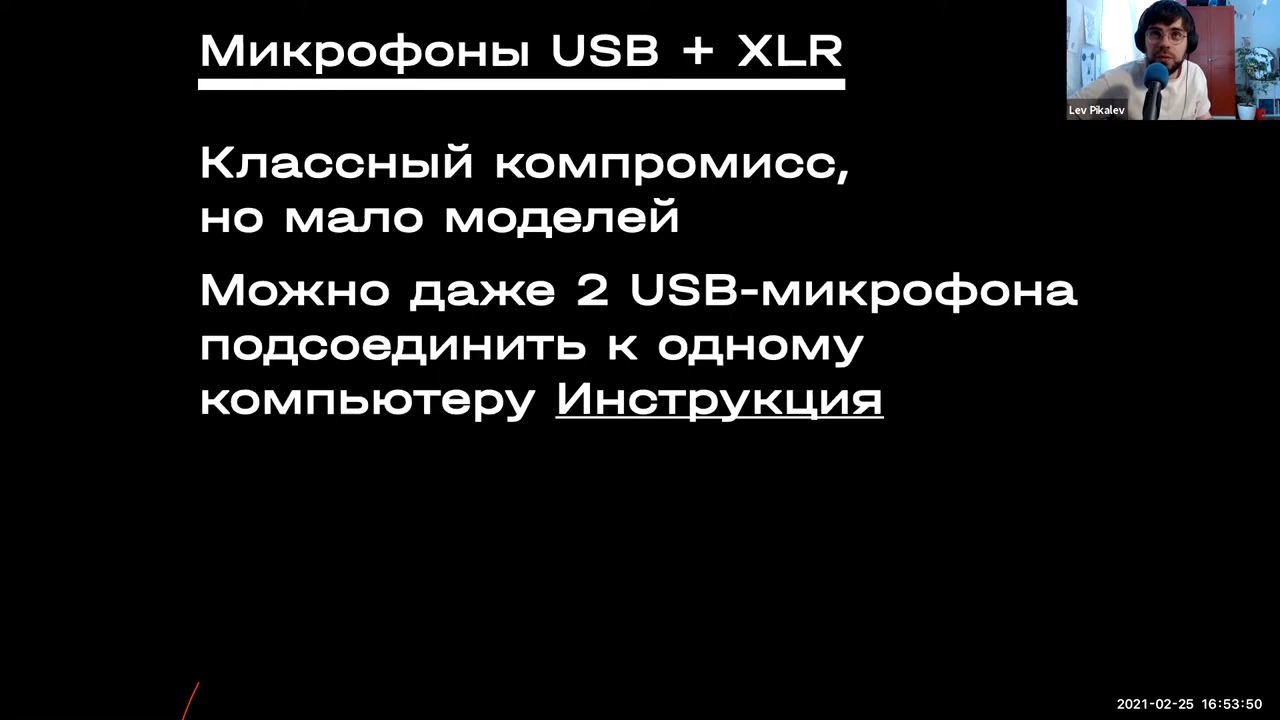 Микрофоны USB + XLR
Lev Pikalev
Классный компромисс,
но мало моделей
Можно даже 2 USB-микрофона
подсоединить к одному
компьютеру Инструкция
2021-02-25 16:53:50